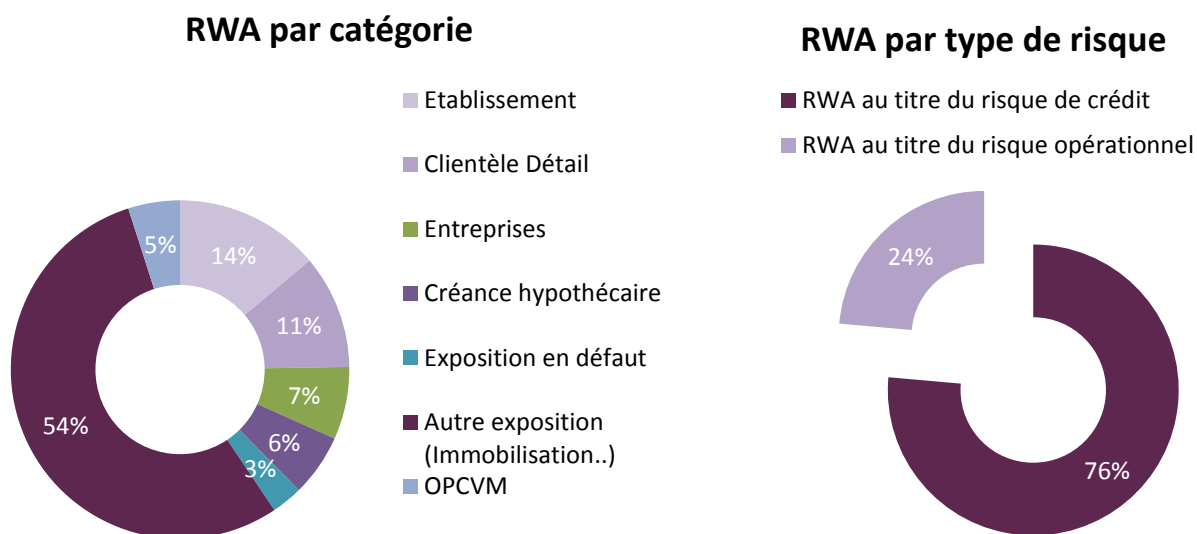 RWA par catégorie
Etablissement
Clientèle Détail
Entreprises
Créance hypothécaire
Exposition en défaut
Autre exposition
(Immobilisation..)
OPCVM
5%
14%
11%
7%
6%
3%
54%
RWA par type de risque
RWA au titre du risque de crédit
RWA au titre du risque opérationnel
24%
76%